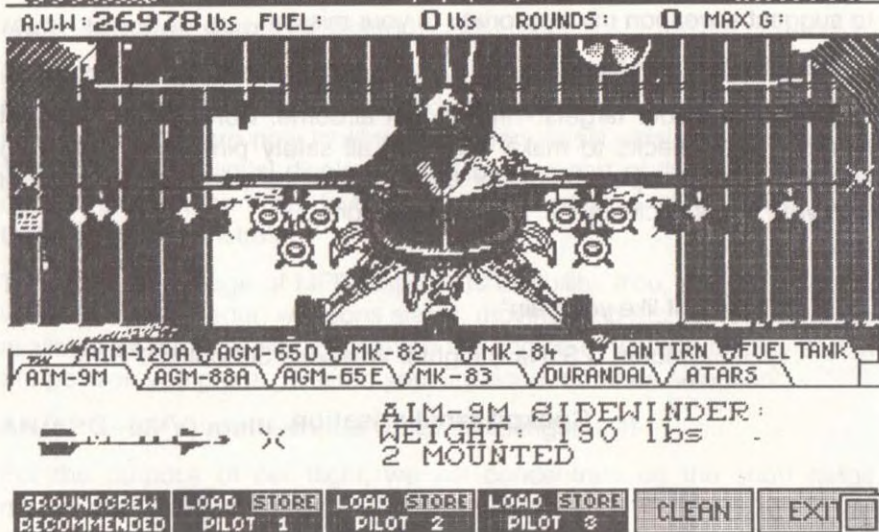 A.U.W: 26978 lbs FUEL: 0 lbs ROUNDS: 0 MAX G:
AIM-120A AGM-65D MK-82 MK-84 LANTIRN FUEL TANK
AIM-9M AGM-88A AGM-65E MK-83 DURANDAL ATARS
AIM-9M SIDEWINDER:
WEIGHT: 190 lbs
2 MOUNTED
GROUNDCREW RECOMMENDED
LOAD STORE PILOT 1
LOAD STORE PILOT 2
LOAD STORE PILOT 3
CLEAN
EXIT